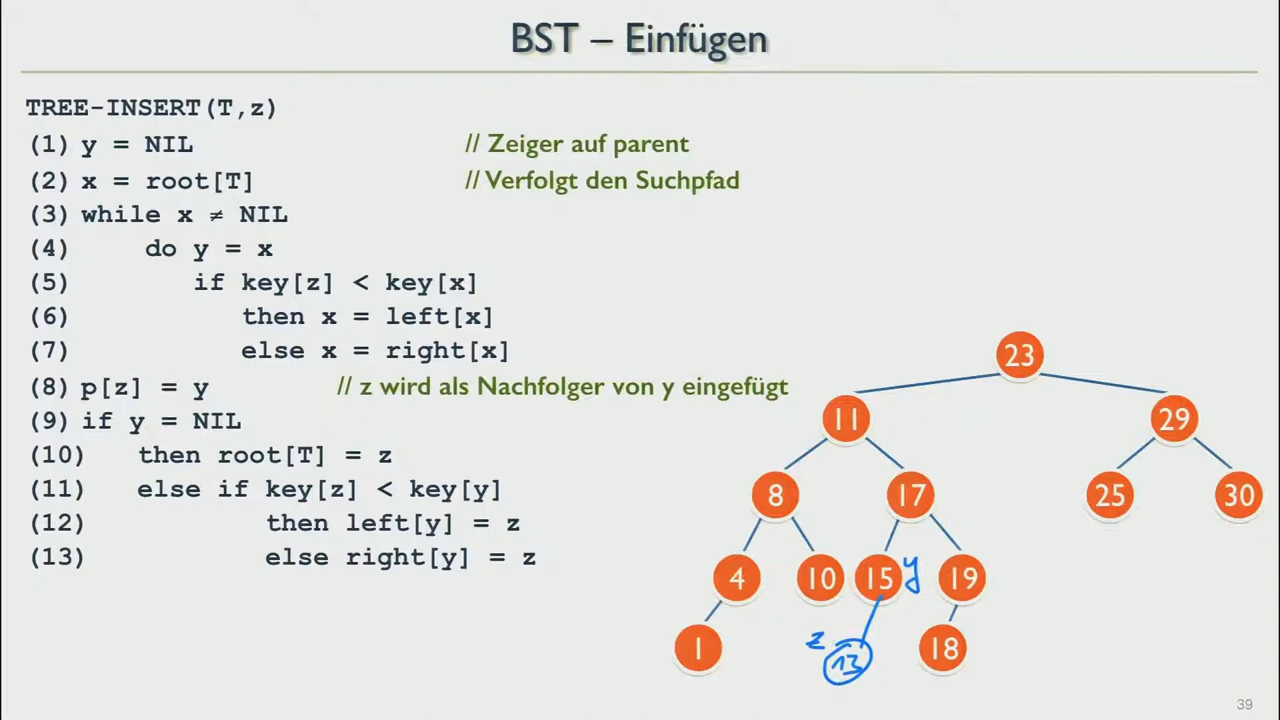 BST – Einfügen
TREE-INSERT(T,z)
(1) y = NIL // Zeiger auf parent
(2) x = root[T] // Verfolgt den Suchpfad
(3) while x ≠ NIL
(4) do y = x
(5) if key[z] < key[x]
(6) then x = left[x]
(7) else x = right[x]
(8) p[z] = y // z wird als Nachfolger von y eingefügt
(9) if y = NIL
(10) then root[T] = z
(11) else if key[z] < key[y]
(12) then left[y] = z
(13) else right[y] = z
23
11 29
8 17 25 30
4 10 15 y 19
1 z 13 18
39